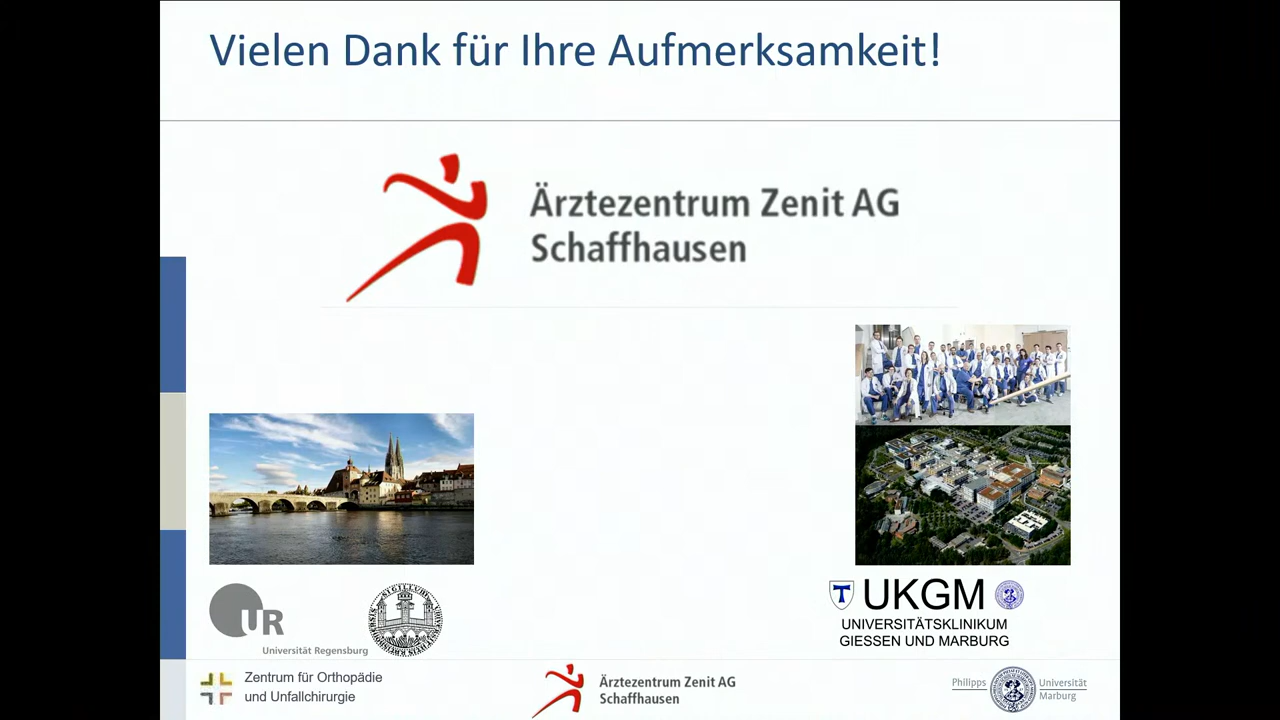 Vielen Dank für Ihre Aufmerksamkeit!
Ärztezentrum Zenit AG
Schaffhausen
UR
Universität Regensburg
UKGM
UNIVERSITÄTSKLINIKUM
GIESSEN UND MARBURG
Zentrum für Orthopädie
und Unfallchirurgie
Ärztezentrum Zenit AG
Schaffhausen
Philipps Universität
Marburg